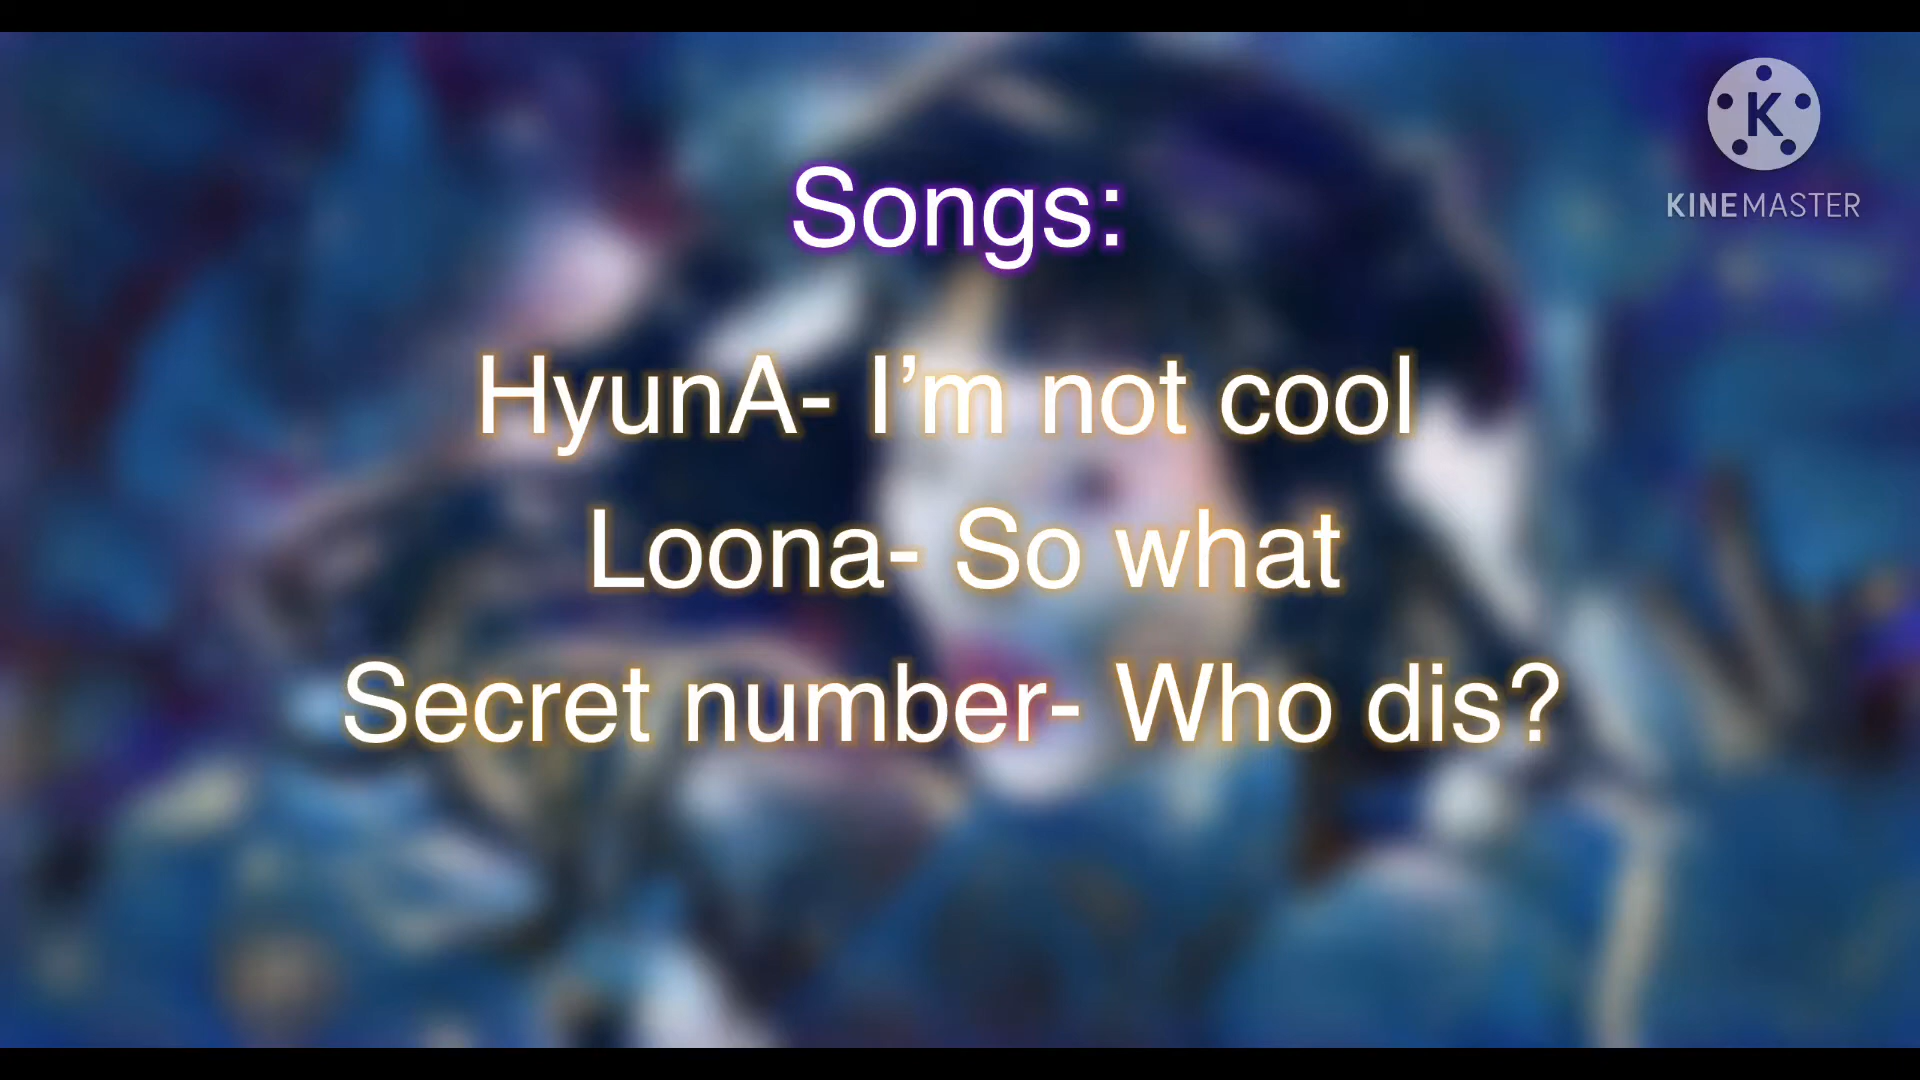 K
KINEMASTER
Songs:
HyunA- I’m not cool
Loona- So what
Secret number- Who dis?